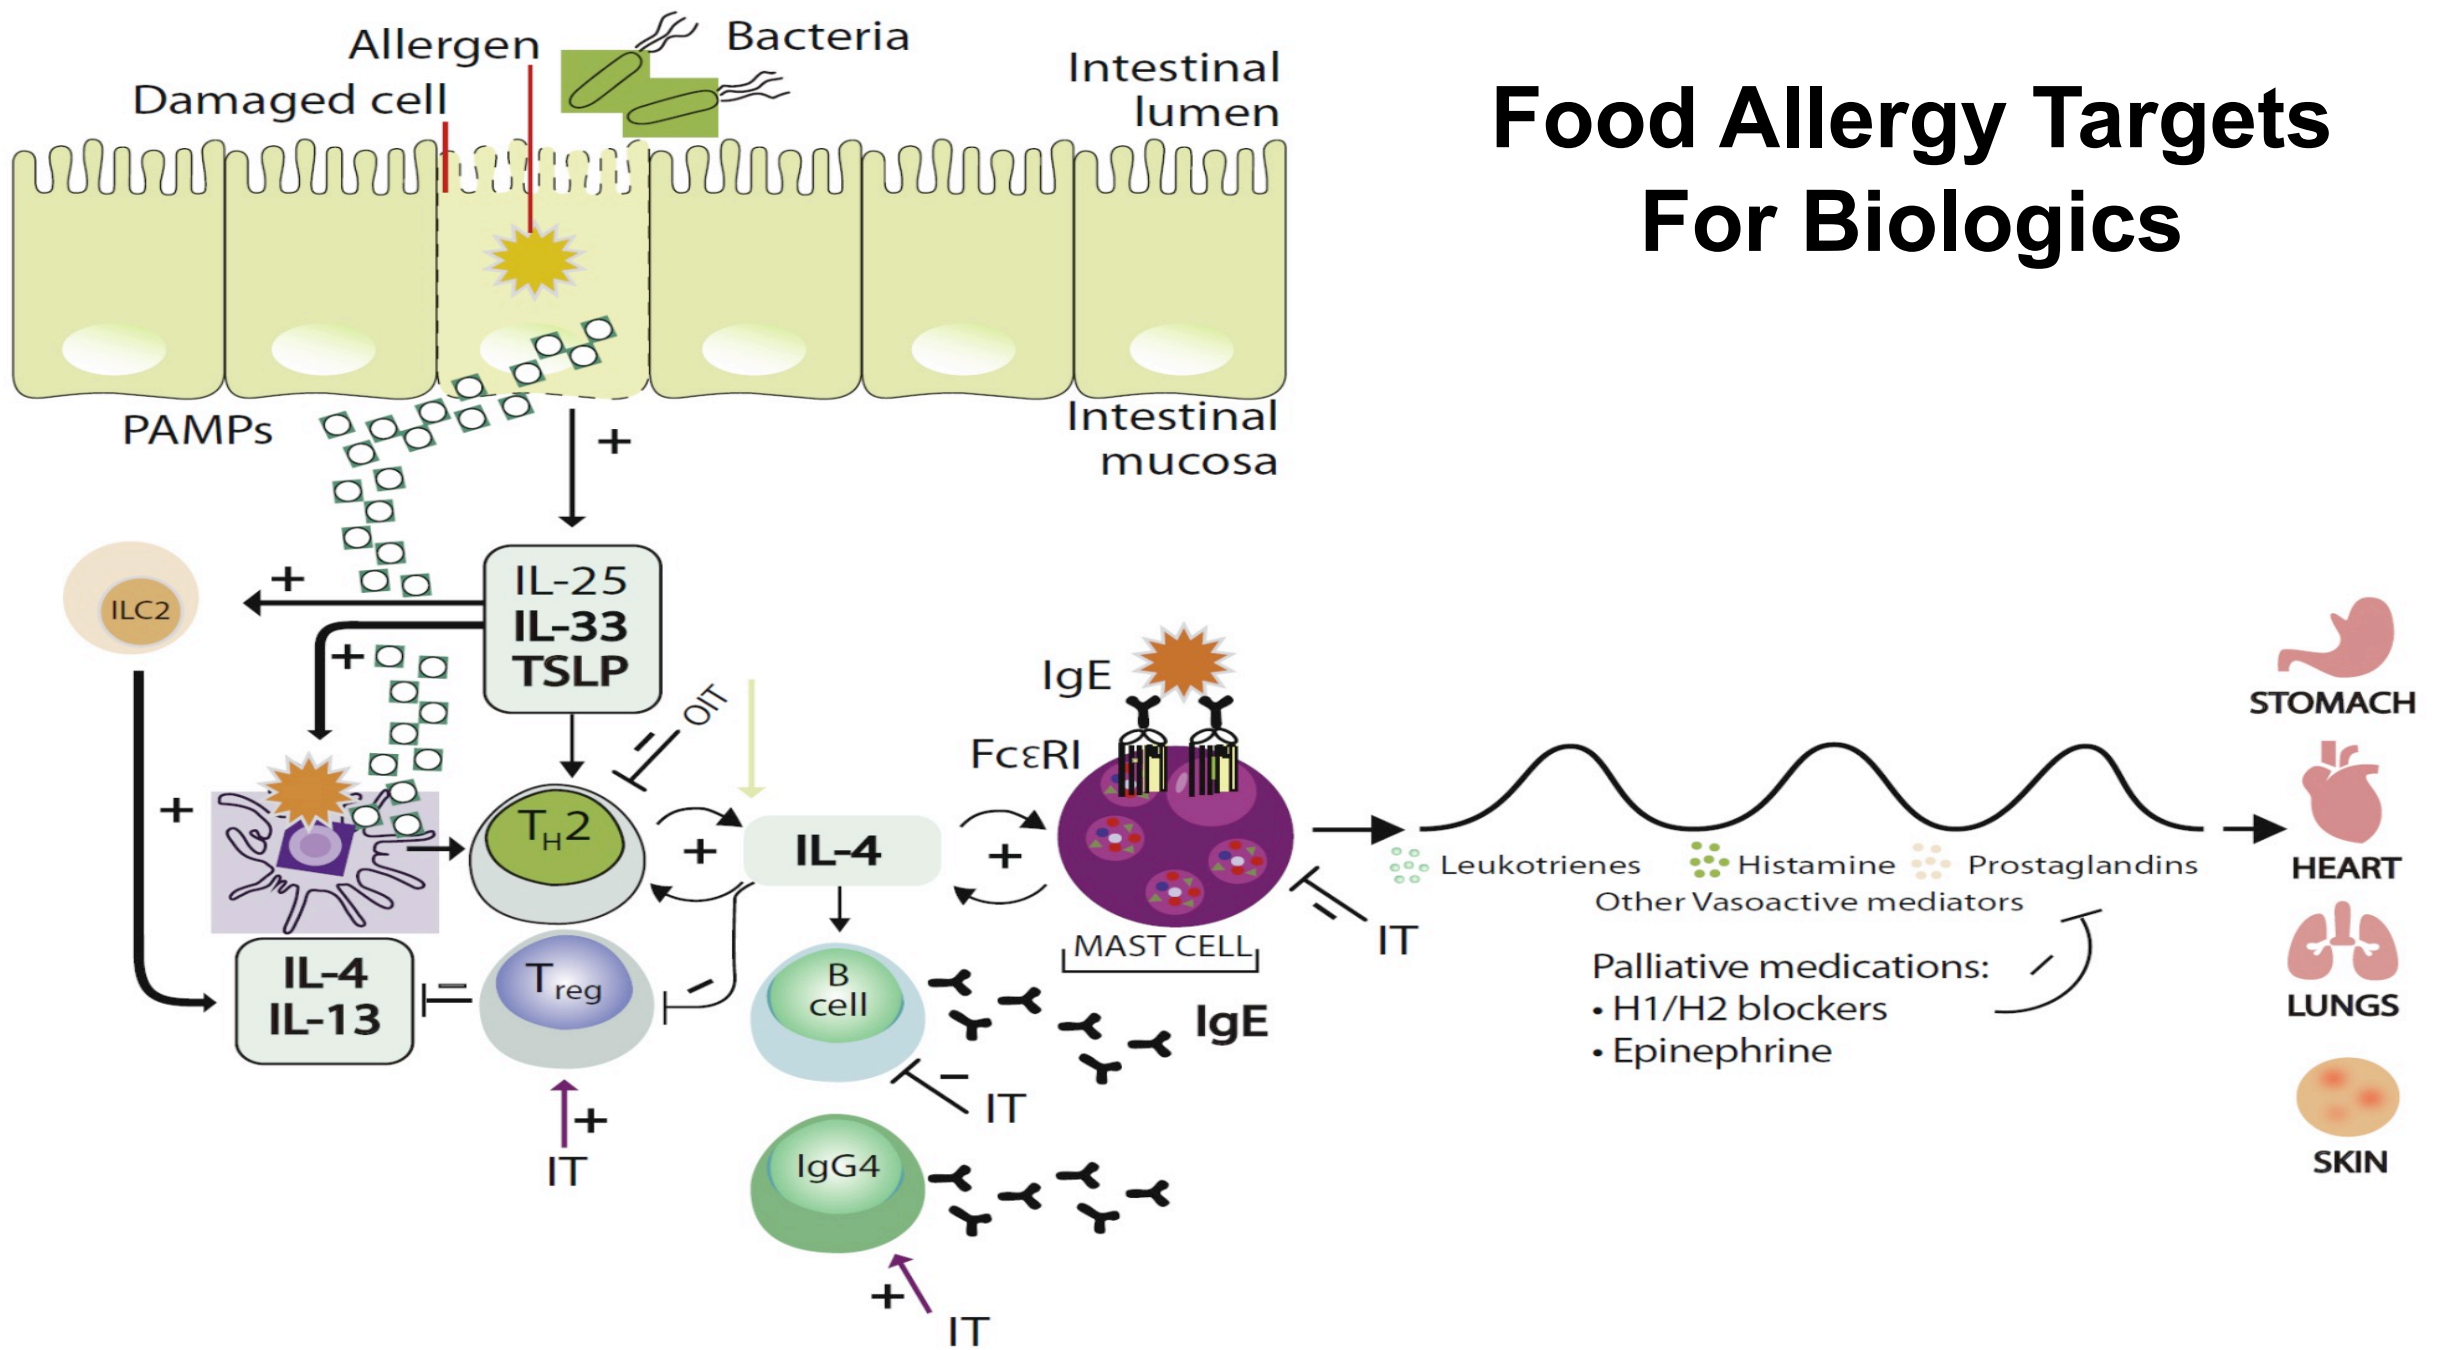 Food Allergy Targets
For Biologics
Allergen
Bacteria
Damaged cell
Intestinal
lumen
PAMPs
Intestinal
mucosa
+
ILC2
+
IL-25
IL-33
TSLP
+
OIT
–
IgE
FcεRI
+
TH2
+
IL-4
+
MAST CELL
–
IT
Leukotrienes
Histamine
Prostaglandins
Other Vasoactive mediators
Palliative medications:
• H1/H2 blockers
• Epinephrine
–
STOMACH
HEART
LUNGS
SKIN
IL-4
IL-13
–
Treg
–
B
cell
IgE
–
IT
+
IT
IgG4
+
IT